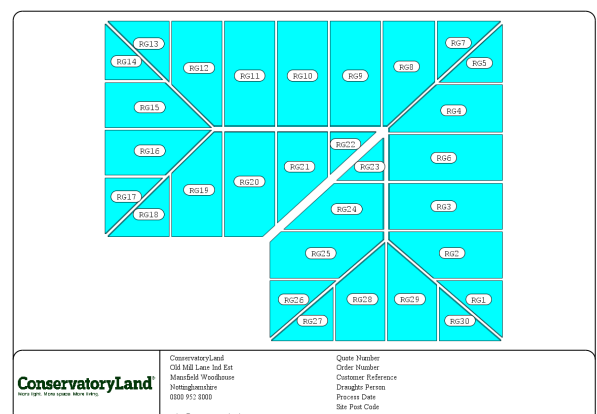 RG13
RG7
RG14
RG12
RG11
RG10
RG9
RG8
RG5
RG15
RG4
RG22
RG16
RG6
RG23
RG21
RG20
RG19
RG17
RG24
RG3
RG18
RG25
RG2
RG26
RG28
RG29
RG1
RG27
RG30
ConservatoryLand
More light. More space. More living.
ConservatoryLand
Old Mill Lane Ind Est
Mansfield Woodhouse
Nottinghamshire
0800 952 8000
Quote Number
Order Number
Customer Reference
Draughts Person
Process Date
Site Post Code